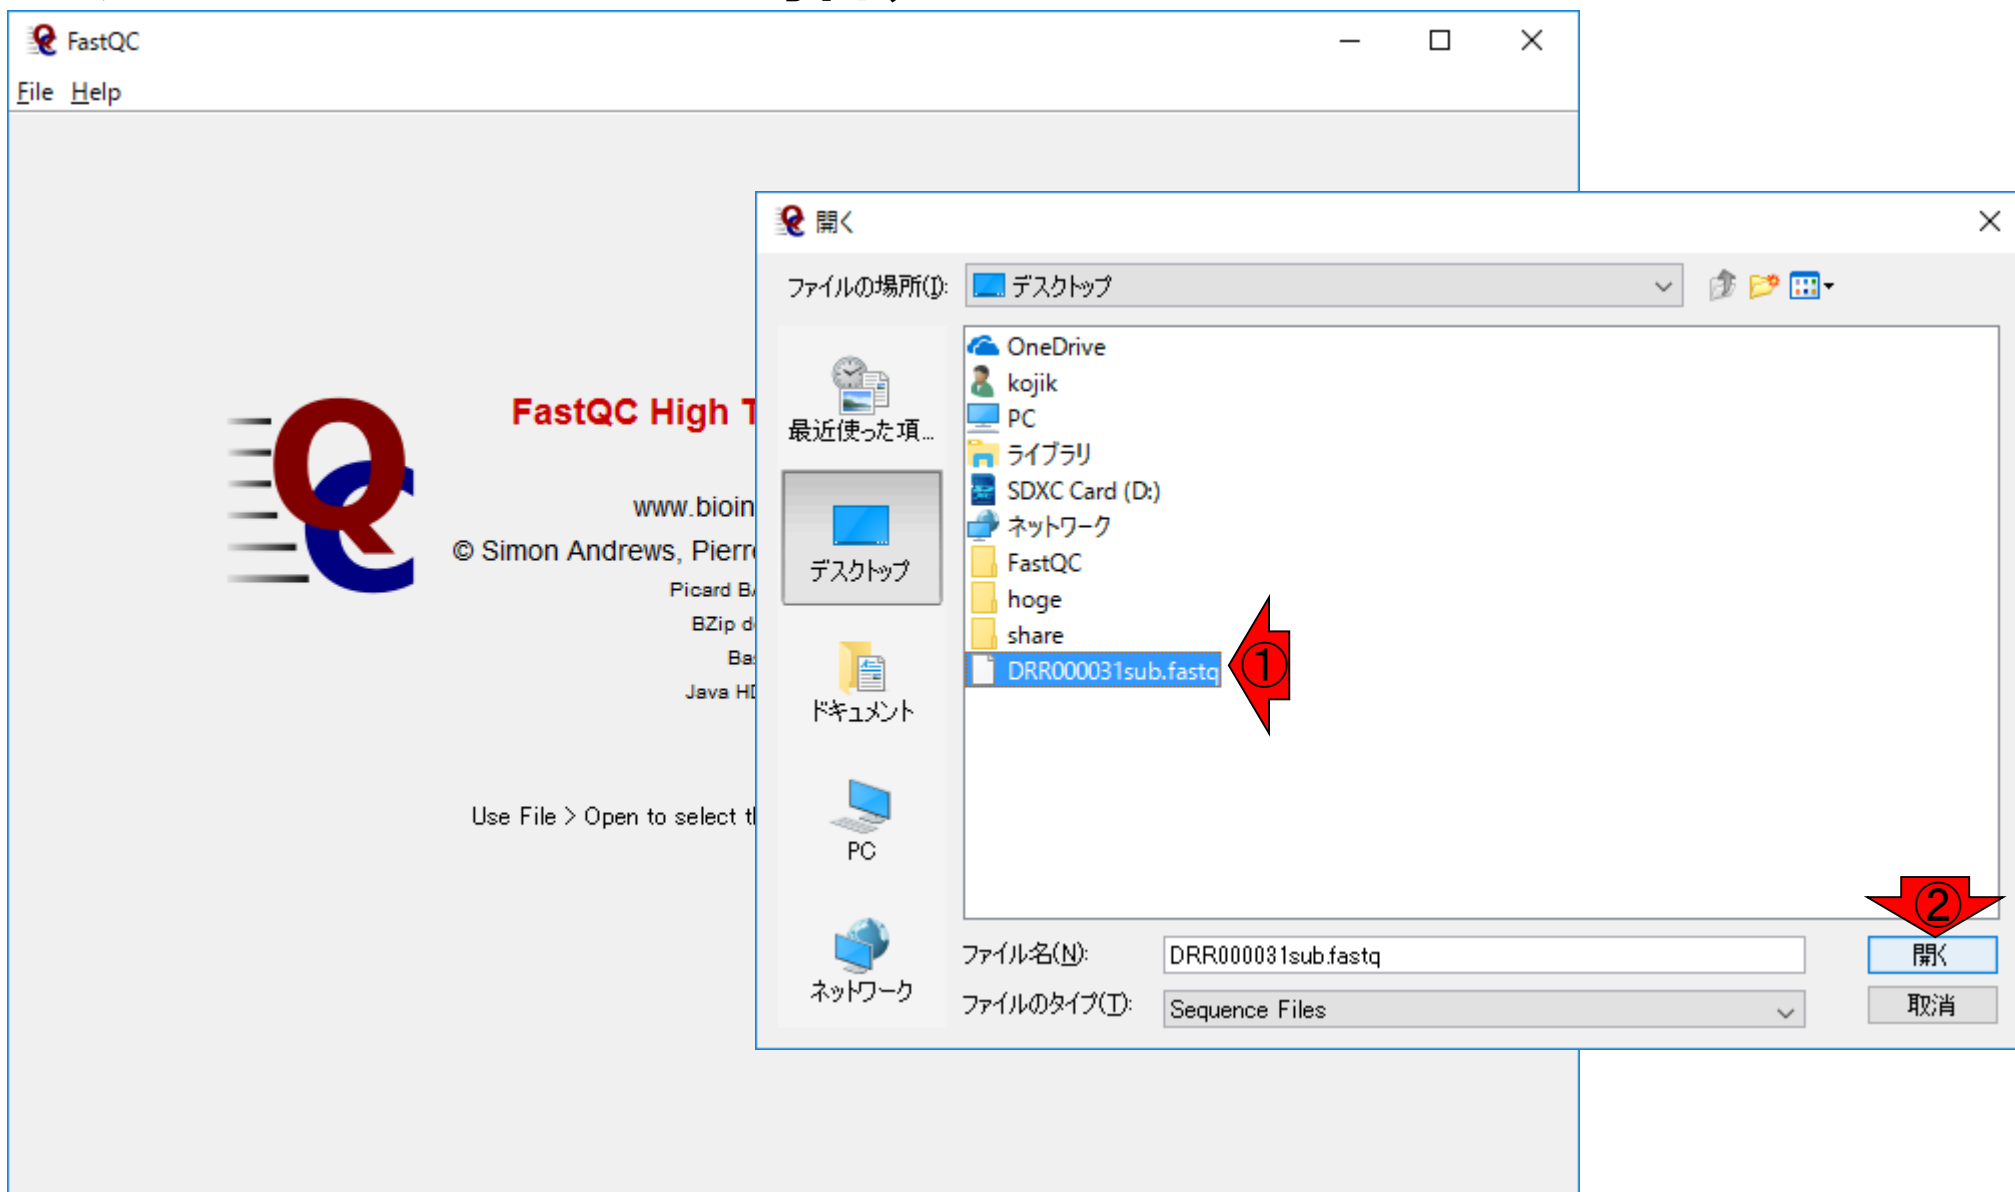 FastQC
File Help
FastQC High
www.bioin
© Simon Andrews, Pierre
Picard B
BZip d
Ba
Java H
Use File > Open to select t
開く
ファイルの場所(I):
デスクトップ
最近使った項...
デスクトップ
ドキュメント
PC
ネットワーク
OneDrive
kojik
PC
ライブラリ
SDXC Card (D:)
ネットワーク
FastQC
hoge
share
DRR000031sub.fastq
①
②
ファイル名(N):
DRR000031sub.fastq
開く
ファイルのタイプ(T):
Sequence Files
取消